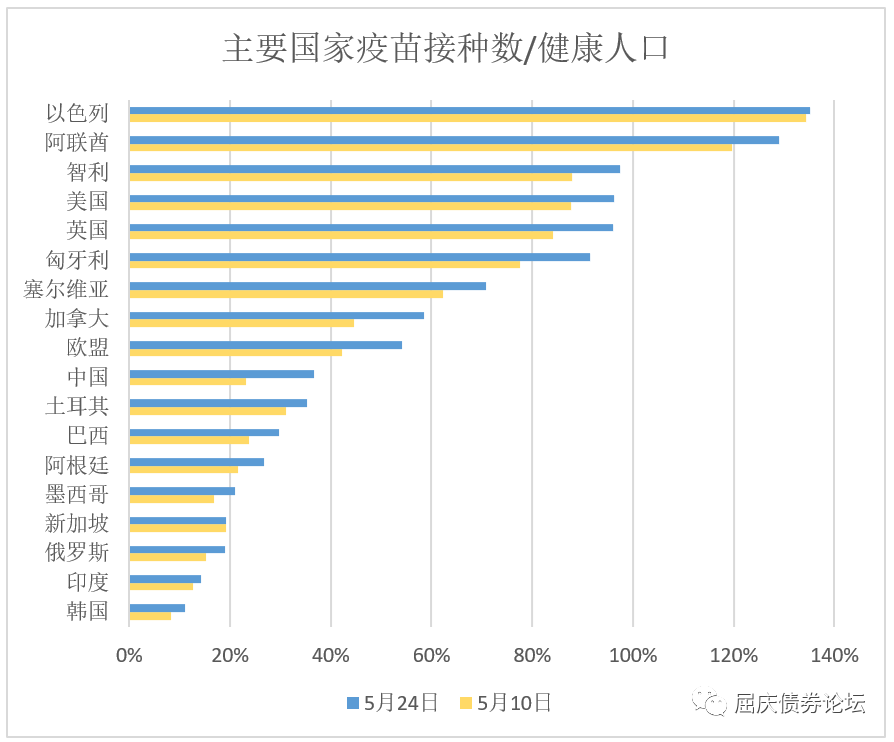 主要国家疫苗接种数/健康人口
以色列
阿联酋
智利
美国
英国
匈牙利
塞尔维亚
加拿大
欧盟
中国
土耳其
巴西
阿根廷
墨西哥
新加坡
俄罗斯
印度
韩国
0% 20% 40% 60% 80% 100% 120% 140%
5月24日 5月10日
屈庆债券论坛